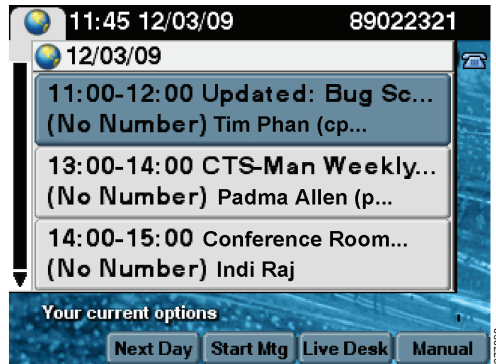 11:45 12/03/09 89022321
12/03/09
11:00-12:00 Updated: Bug Sc...
(No Number) Tim Phan (cp...
13:00-14:00 CTS-Man Weekly...
(No Number) Padma Allen (p...
14:00-15:00 Conference Room...
(No Number) Indi Raj
Your current options
Next Day Start Mtg Live Desk Manual